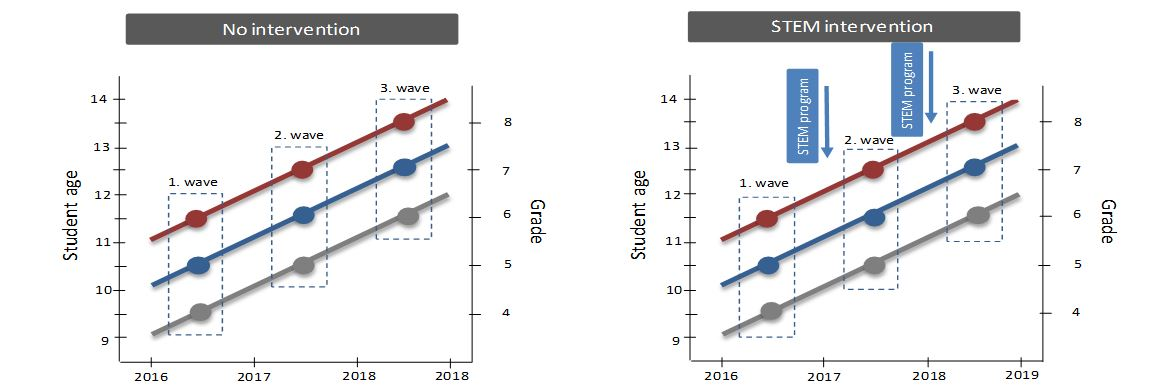 No intervention
3. wave
2. wave
1. wave
14
13
12
11
10
9
Student age
8
7
6
5
4
Grade
2016
2017
2018
2018
STEM intervention
STEM program
STEM program
3. wave
2. wave
1. wave
14
13
12
11
10
9
Student age
8
7
6
5
4
Grade
2016
2017
2018
2019